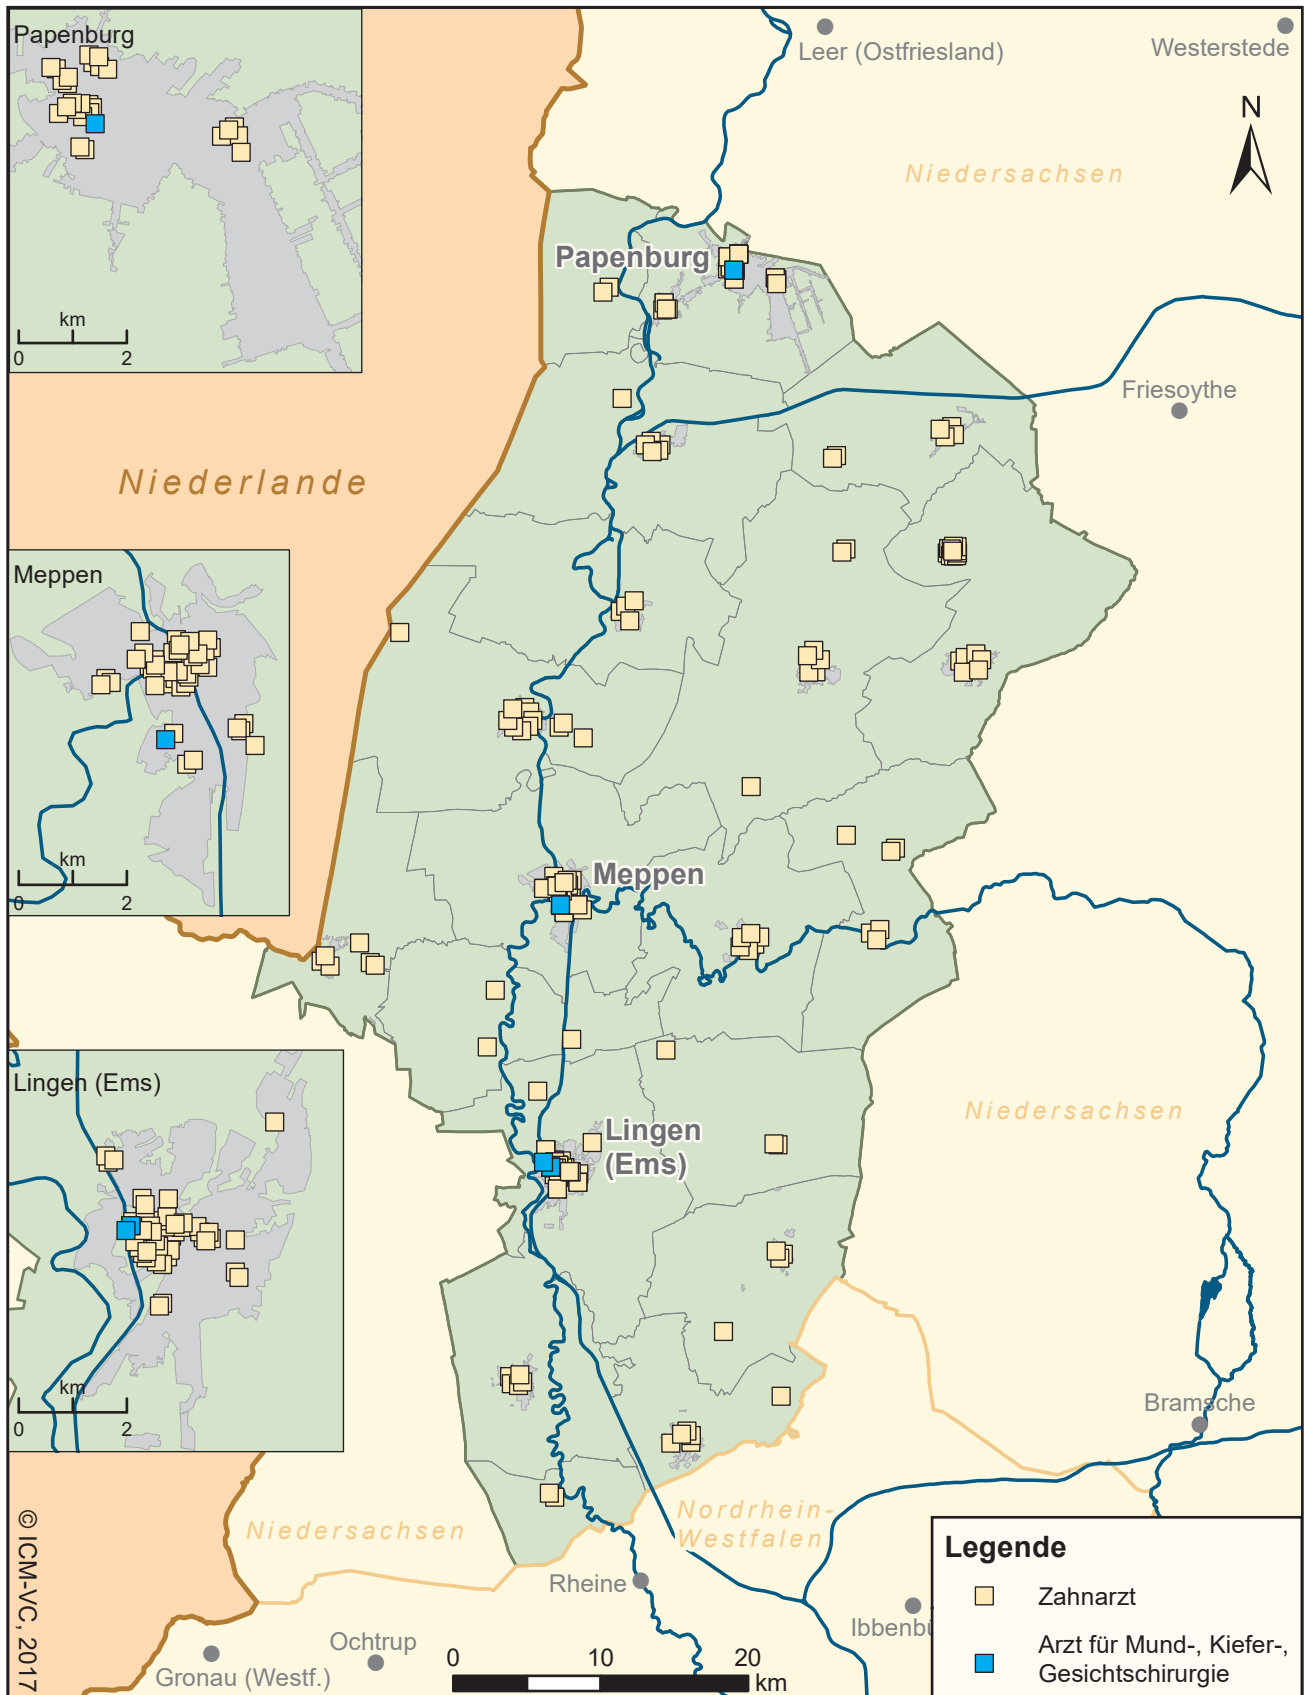 Papenburg
km
0 2
Leer (Ostfriesland)
Westerstede
N
Niedersachsen
Papenburg
Friesoythe
Niederlande
Meppen
km
0 2
Meppen
Lingen (Ems)
km
0 2
Niedersachsen
Lingen
(Ems)
Bramsche
Niedersachsen
Nordrhein-
Westfalen
Rheine
Ibbenbü
Ochtrup
Gronau (Westf.)
0 10 20
km
© ICM-VC, 2017
Legende
Zahnarzt
Arzt für Mund-, Kiefer-,
Gesichtschirurgie